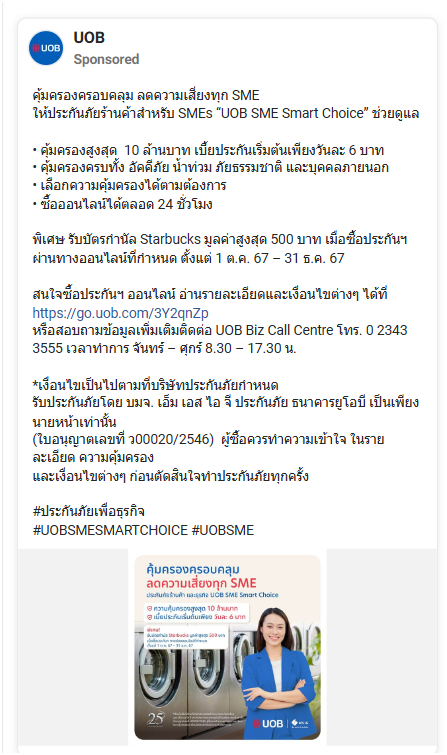 UOB
UOB
Sponsored
คุ้มครองครอบคลุม ลดความเสี่ยงทุก SME
ให้ประกันภัยร้านค้าสำหรับ SMEs “UOB SME Smart Choice” ช่วยดูแล
• คุ้มครองสูงสุด 10 ล้านบาท เบี้ยประกันเริ่มต้นเพียงวันละ 6 บาท
• คุ้มครองครบทั้ง อัคคีภัย น้ำท่วม ภัยธรรมชาติ และบุคคลภายนอก
• เลือกความคุ้มครองได้ตามต้องการ
• ซื้อออนไลน์ได้ตลอด 24 ชั่วโมง
พิเศษ รับบัตรกำนัล Starbucks มูลค่าสูงสุด 500 บาท เมื่อซื้อประกันฯ
ผ่านทางออนไลน์ที่กำหนด ตั้งแต่ 1 ต.ค. 67 – 31 ธ.ค. 67
สนใจซื้อประกันฯ ออนไลน์ อ่านรายละเอียดและเงื่อนไขต่างๆ ได้ที่
https://go.uob.com/3Y2qnZp
หรือสอบถามข้อมูลเพิ่มเติมติดต่อ UOB Biz Call Centre โทร. 0 2343
3555 เวลาทำการ จันทร์ – ศุกร์ 8.30 – 17.30 น.
*เงื่อนไขเป็นไปตามที่บริษัทประกันภัยกำหนด
รับประกันภัยโดย บมจ. เอ็ม เอส ไอ จี ประกันภัย ธนาคารยูโอบี เป็นเพียง
นายหน้าเท่านั้น
(ใบอนุญาตเลขที่ ว00020/2546) ผู้ซื้อควรทำความเข้าใจ ในราย
ละเอียด ความคุ้มครอง
และเงื่อนไขต่างๆ ก่อนตัดสินใจทำประกันภัยทุกครั้ง
#ประกันภัยเพื่อธุรกิจ
#UOBSMESMARTCHOICE #UOBSME
คุ้มครองครอบคลุม
ลดความเสี่ยงทุก SME
ประกันภัยร้านค้า และธุรกิจ UOB SME Smart Choice
ความคุ้มครองสูงสุด 10 ล้านบาท
เบี้ยประกันเริ่มต้นเพียง วันละ 6 บาท
25
UOB